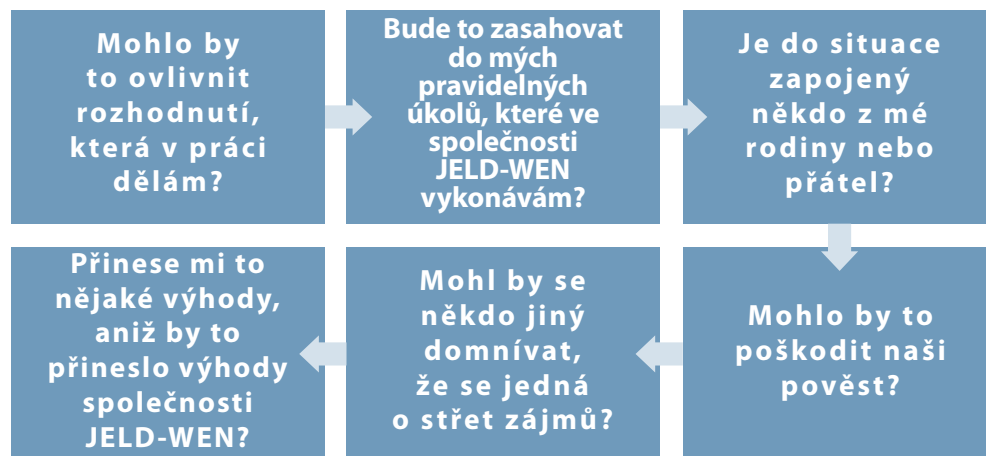 Mohlo by
to ovlivnit
rozhodnutí,
která v práci
dělám?
Bude to zasahovat
do mých
pravidelných
úkolů, které ve
společnosti
JELD-WEN
vykonávám?
Je do situace
zapojený
někdo z mé
rodiny nebo
přátel?
Mohlo by to
poškodit naši
pověst?
Mohl by se
někdo jiný
domnívat,
že se jedná
o střet zájmů?
Přinese mi to
nějaké výhody,
aniž by to
přineslo výhody
společnosti
JELD-WEN?